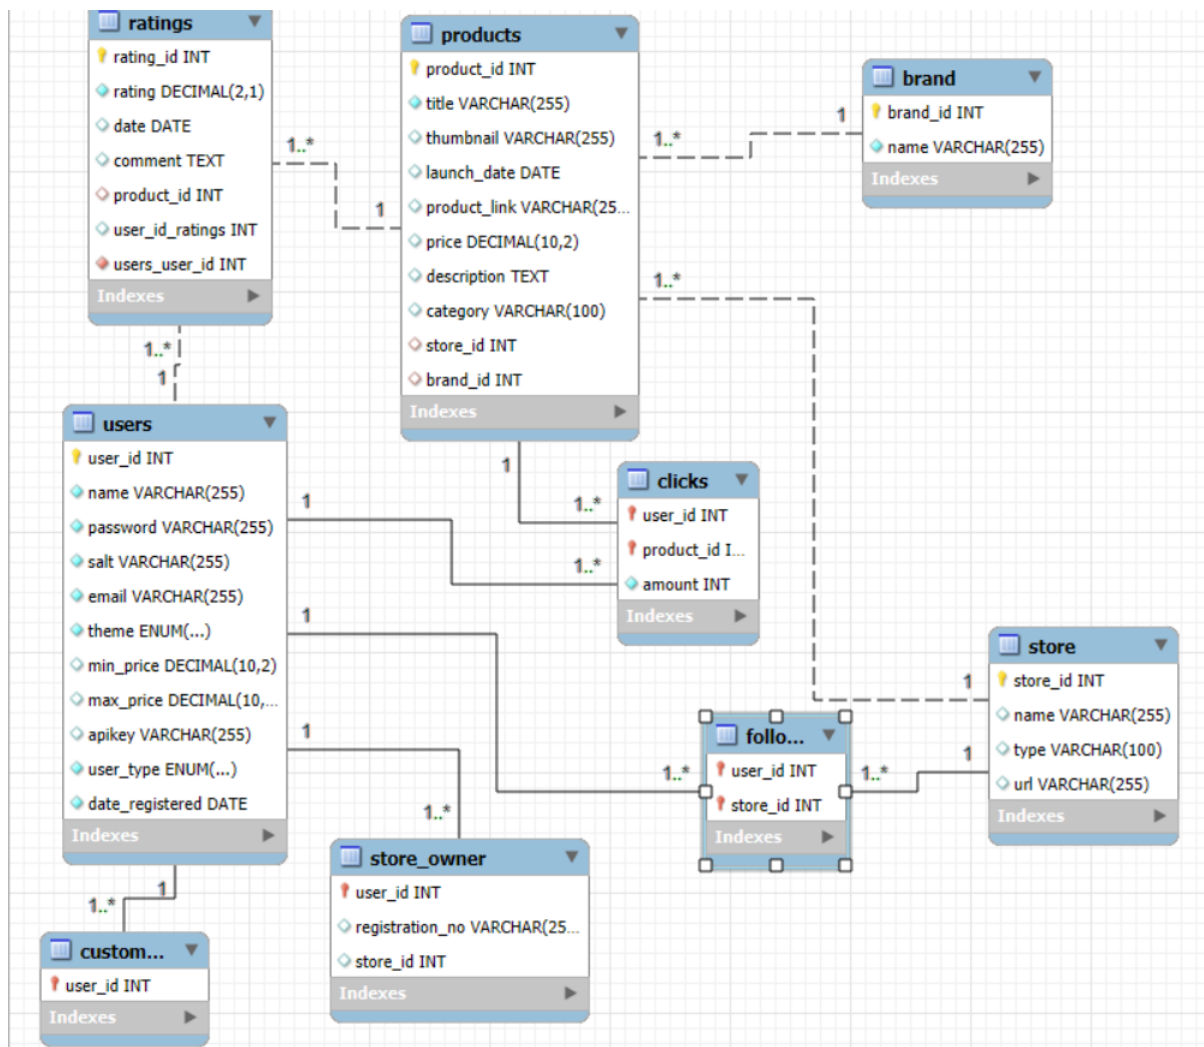 ratings
rating_id INT
rating DECIMAL(2,1)
date DATE
comment TEXT
product_id INT
user_id_ratings INT
users_user_id INT
Indexes
products
product_id INT
title VARCHAR(255)
thumbnail VARCHAR(255)
launch_date DATE
product_link VARCHAR(25...
price DECIMAL(10,2)
description TEXT
category VARCHAR(100)
store_id INT
brand_id INT
Indexes
brand
brand_id INT
name VARCHAR(255)
Indexes
1..*
1
1..*
1
1..*
1
1..*
1
users
user_id INT
name VARCHAR(255)
password VARCHAR(255)
salt VARCHAR(255)
email VARCHAR(255)
theme ENUM(...)
min_price DECIMAL(10,2)
max_price DECIMAL(10,...
apikey VARCHAR(255)
user_type ENUM(...)
date_registered DATE
Indexes
1
1..*
1
1..*
clicks
user_id INT
product_id I...
amount INT
Indexes
1
1..*
1..*
1
follo...
user_id INT
store_id INT
Indexes
store
store_id INT
name VARCHAR(255)
type VARCHAR(100)
url VARCHAR(255)
Indexes
1
1..*
store_owner
user_id INT
registration_no VARCHAR(25...
store_id INT
Indexes
1
1..*
custom...
user_id INT
Indexes